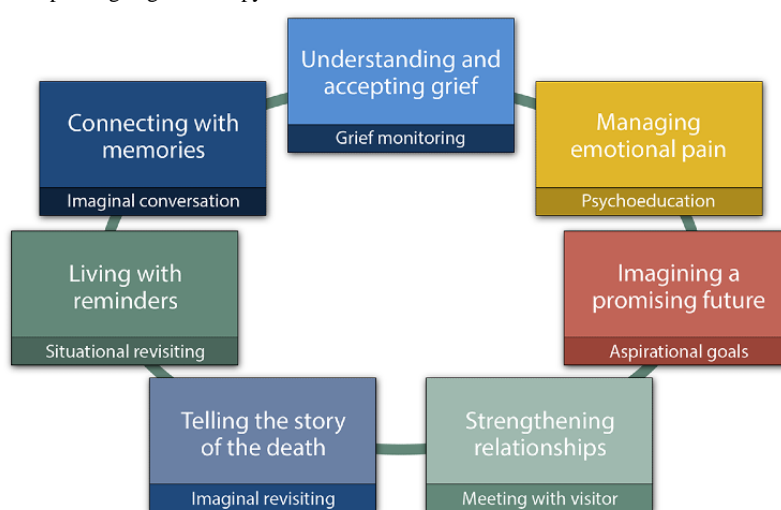 Understanding and
accepting grief
Grief monitoring
Managing
emotional pain
Psychoeducation
Imagining a
promising future
Aspirational goals
Strengthening
relationships
Meeting with visitor
Telling the story
of the death
Imaginal revisiting
Living with
reminders
Situational revisiting
Connecting with
memories
Imaginal conversation